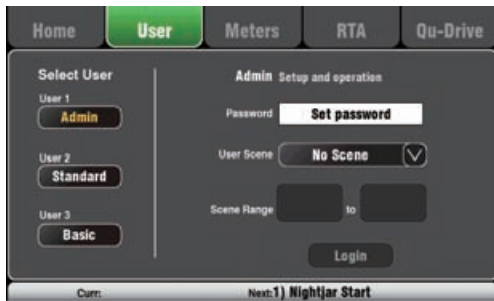 Home User Meters RTA Qu-Drive
Select User
User 1
Admin
User 2
Standard
User 3
Basic
Admin Setup and operation
Password Set password
User Scene No Scene
Scene Range to
Login
Curr: Next: 1) Nightjar Start